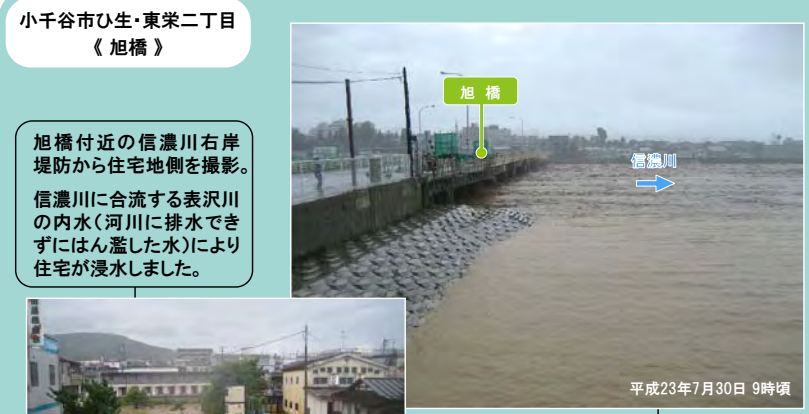 小千谷市ひ生・東栄二丁目
《 旭橋 》
旭橋付近の信濃川右岸
堤防から住宅地側を撮影。
信濃川に合流する表沢川
の内水(河川に排水でき
ずにはん濫した水)により
住宅が浸水しました。
旭 橋
信濃川
平成23年7月30日 9時頃